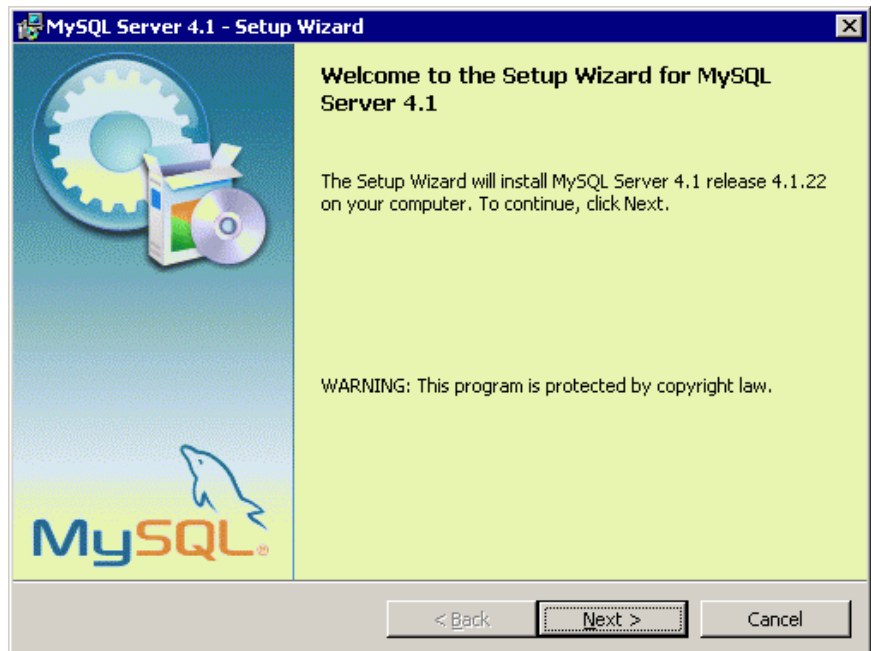 MySQL Server 4.1 - Setup Wizard
Welcome to the Setup Wizard for MySQL
Server 4.1
The Setup Wizard will install MySQL Server 4.1 release 4.1.22
on your computer. To continue, click Next.
WARNING: This program is protected by copyright law.
MySQL®
< Back
Next >
Cancel